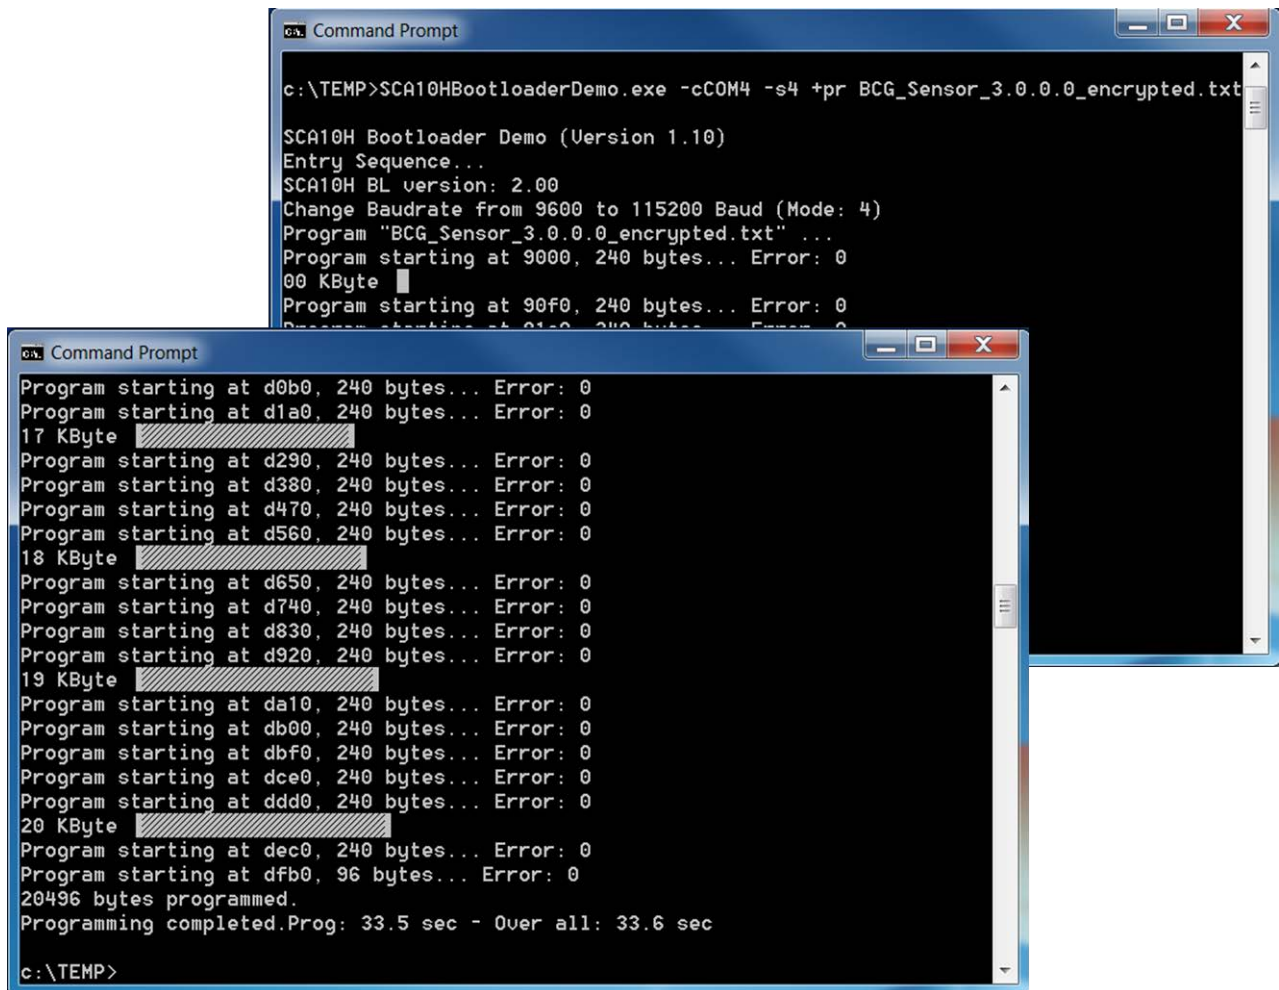 Command Prompt
c:\TEMP>SCA10HBootloaderDemo.exe -cCOM4 -s4 +pr BCG_Sensor_3.0.0.0_encrypted.txt
SCA10H Bootloader Demo (Version 1.10)
Entry Sequence...
SCA10H BL version: 2.00
Change Baudrate from 9600 to 115200 Baud (Mode: 4)
Program "BCG_Sensor_3.0.0.0_encrypted.txt" ...
Program starting at 9000, 240 bytes... Error: 0
00 KByte
Program starting at 90f0, 240 bytes... Error: 0
Command Prompt
Program starting at d0b0, 240 bytes... Error: 0
Program starting at d1a0, 240 bytes... Error: 0
17 KByte
Program starting at d290, 240 bytes... Error: 0
Program starting at d380, 240 bytes... Error: 0
Program starting at d470, 240 bytes... Error: 0
Program starting at d560, 240 bytes... Error: 0
18 KByte
Program starting at d650, 240 bytes... Error: 0
Program starting at d740, 240 bytes... Error: 0
Program starting at d830, 240 bytes... Error: 0
Program starting at d920, 240 bytes... Error: 0
19 KByte
Program starting at da10, 240 bytes... Error: 0
Program starting at db00, 240 bytes... Error: 0
Program starting at dbf0, 240 bytes... Error: 0
Program starting at dce0, 240 bytes... Error: 0
Program starting at ddd0, 240 bytes... Error: 0
20 KByte
Program starting at dec0, 240 bytes... Error: 0
Program starting at dfb0, 96 bytes... Error: 0
20496 bytes programmed.
Programming completed.Prog: 33.5 sec - Over all: 33.6 sec
c:\TEMP>